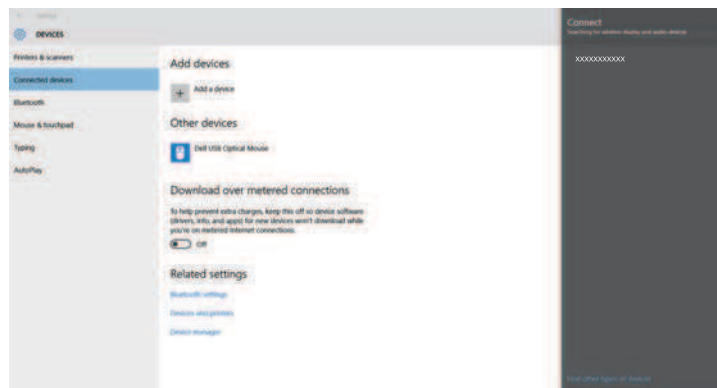 Settings
DEVICES
Printers & scanners
Connected devices
Bluetooth
Mouse & touchpad
Typing
AutoPlay
Add devices
Add a device
Other devices
Dell USB Optical Mouse
Download over metered connections
To help prevent extra charges, keep this off so device software
(drivers, info, and apps) for new devices won't download while
you're on metered Internet connections.
Off
Related settings
Bluetooth settings
Devices and printers
Device manager
Connect
Searching for wireless display and audio devices
xxxxxxxxxxx
Find other types of devices